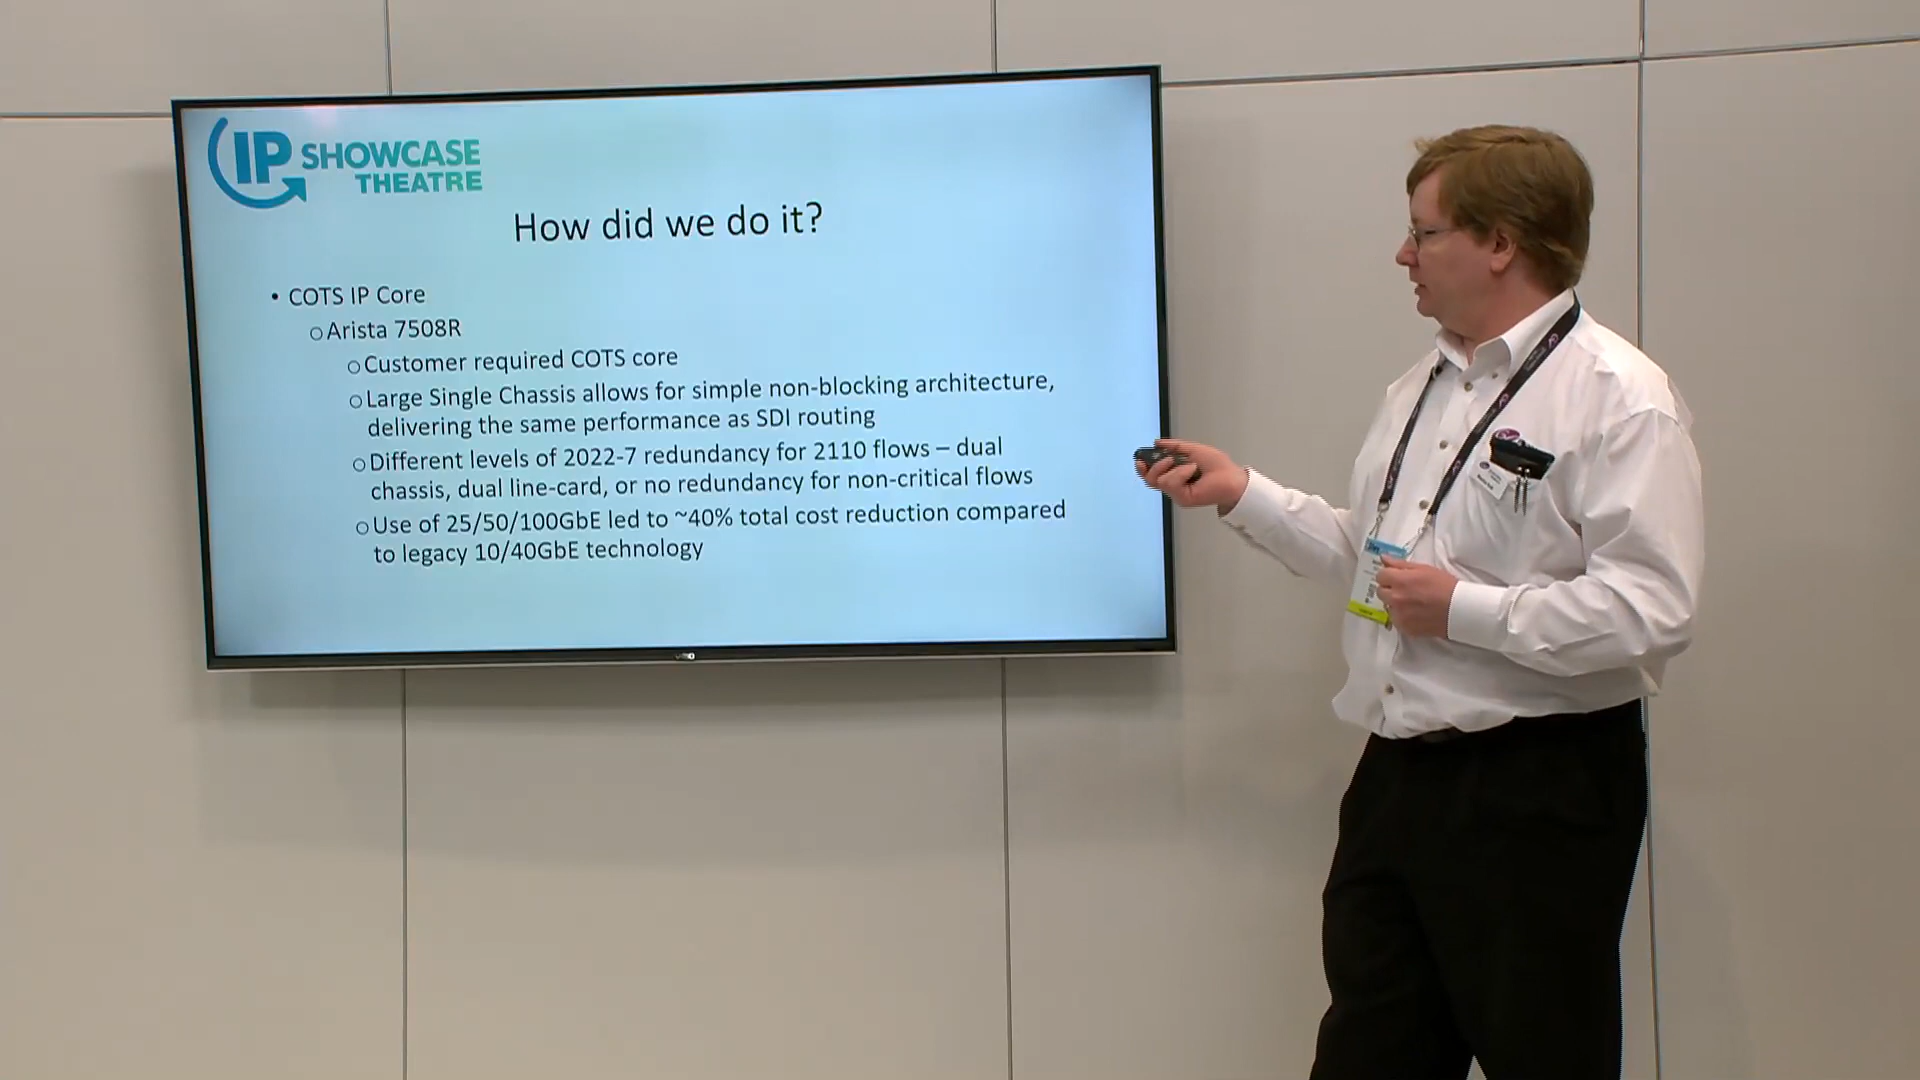 IP SHOWCASE
THEATRE
How did we do it?
• COTS IP Core
○ Arista 7508R
○ Customer required COTS core
○ Large Single Chassis allows for simple non-blocking architecture,
delivering the same performance as SDI routing
○ Different levels of 2022-7 redundancy for 2110 flows – dual
chassis, dual line-card, or no redundancy for non-critical flows
○ Use of 25/50/100GbE led to ~40% total cost reduction compared
to legacy 10/40GbE technology